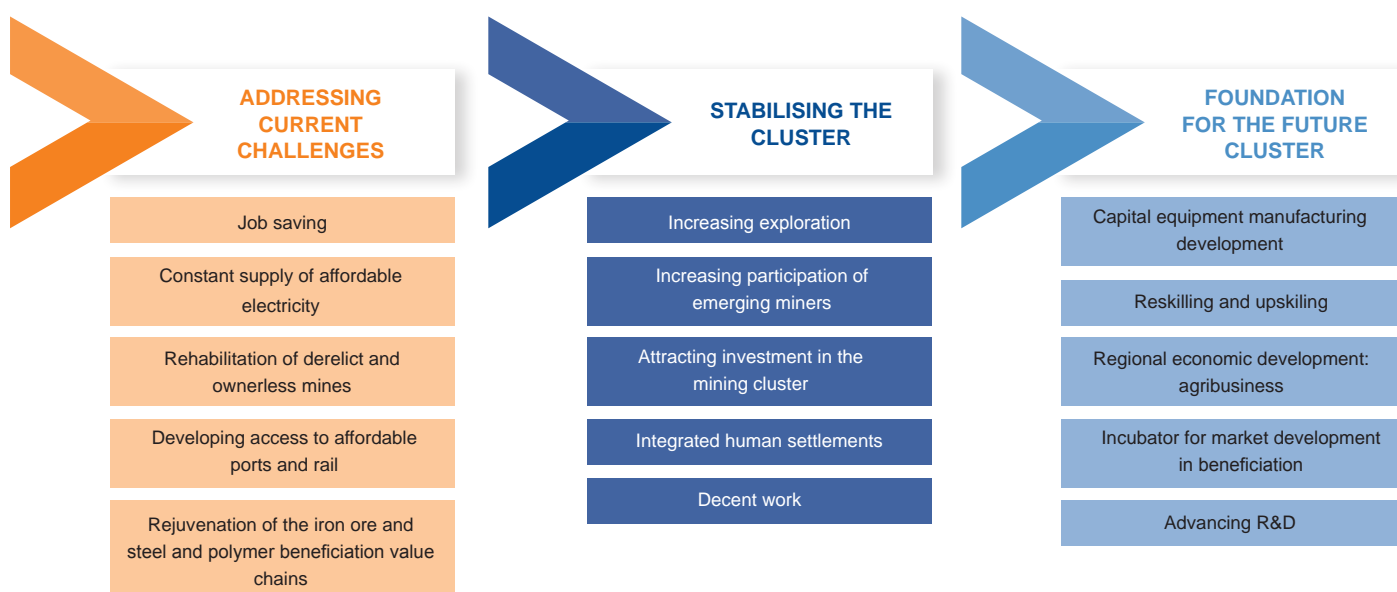 ADDRESSING
CURRENT
CHALLENGES
Job saving
Constant supply of affordable
electricity
Rehabilitation of derelict and
ownerless mines
Developing access to affordable
ports and rail
Rejuvenation of the iron ore and
steel and polymer beneficiation value
chains
STABILISING THE
CLUSTER
Increasing exploration
Increasing participation of
emerging miners
Attracting investment in the
mining cluster
Integrated human settlements
Decent work
FOUNDATION
FOR THE FUTURE
CLUSTER
Capital equipment manufacturing
development
Reskilling and upskiling
Regional economic development:
agribusiness
Incubator for market development
in beneficiation
Advancing R&D